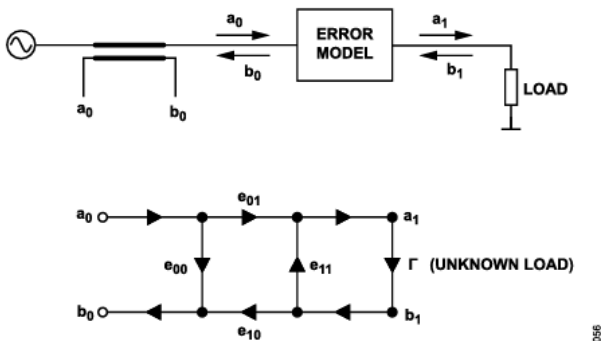 a0
b0
ERROR
MODEL
a1
b1
a0
b0
LOAD
a0
e01
a1
e00
e11
Γ (UNKNOWN LOAD)
b0
e10
b1
056